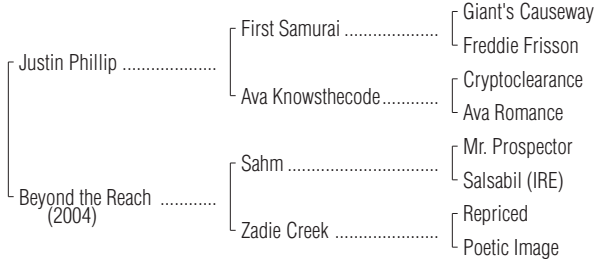 Giant's Causeway
First Samurai ....................
Freddie Frisson
Justin Phillip ....................
Cryptoclearance
Ava Knowsthecode............
Ava Romance
Mr. Prospector
Sahm ................................
Salsabil (IRE)
Beyond the Reach ............
(2004)
Repriced
Zadie Creek ......................
Poetic Image